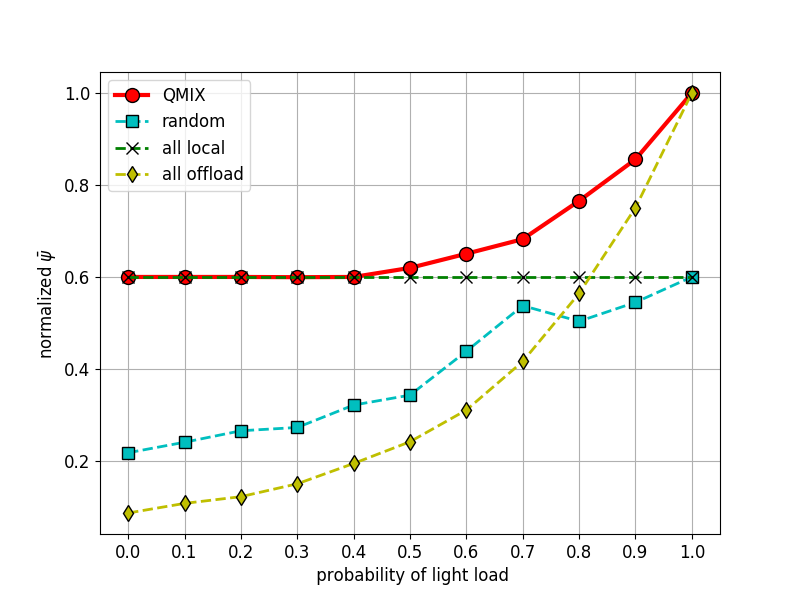 QMIX
random
all local
all offload
normalized ψ̄
1.0
0.8
0.6
0.4
0.2
0.0 0.1 0.2 0.3 0.4 0.5 0.6 0.7 0.8 0.9 1.0
probability of light load